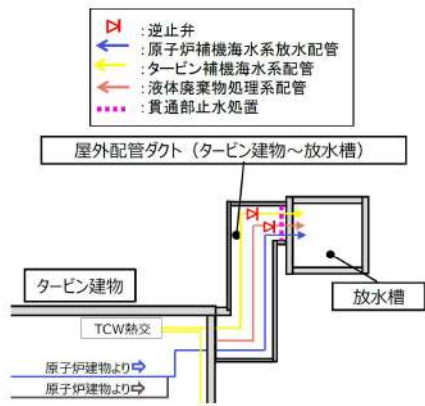 :逆止弁
:原子炉補機海水系放水配管
:タービン補機海水系配管
:液体廃棄物処理系配管
:貫通部止水処置
屋外配管ダクト（タービン建物～放水槽）
タービン建物
放水槽
TCW熱交
原子炉建物より
原子炉建物より